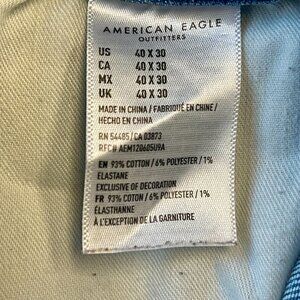 AMERICAN EAGLE
OUTFITTERS
US 40 X 30
CA 40 X 30
MX 40 X 30
UK 40 X 30
MADE IN CHINA / FABRIQUÉ EN CHINE /
HECHO EN CHINA
RN 54485 / CA 03873
REF# AEM12060SU9A
EN 93% COTTON / 6% POLYESTER / 1%
ELASTANE
EXCLUSIVE OF DECORATION
FR 93% COTON / 6% POLYESTER / 1%
ÉLASTHANNE
À L'EXCEPTION DE LA GARNITURE